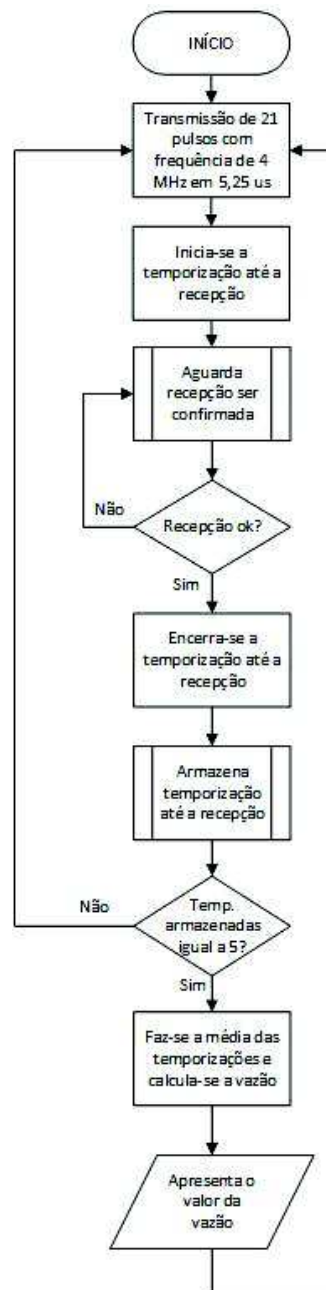 INÍCIO
Transmissão de 21
pulsos com
frequência de 4
MHz em 5,25 us
Inicia-se a
temporização até a
recepção
Aguarda
recepção ser
confirmada
Não
Recepção ok?
Sim
Encerra-se a
temporização até a
recepção
Armazena
temporização
até a recepção
Não
Temp.
armazenadas
igual a 5?
Sim
Faz-se a média das
temporizações e
calcula-se a vazão
Apresenta o
valor da
vazão